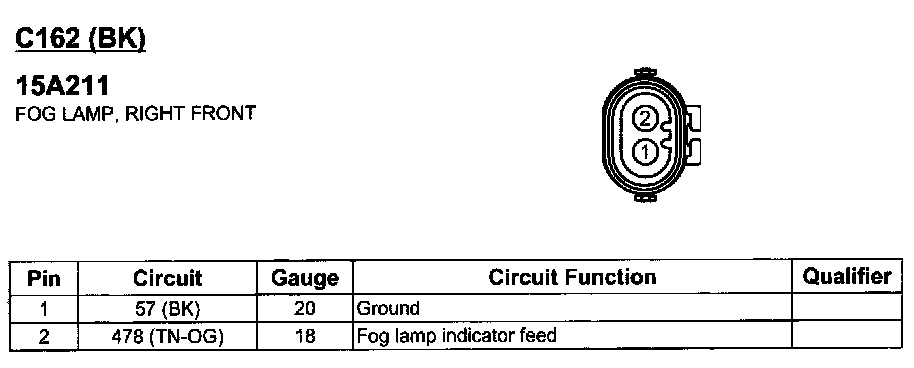 C162 (BK)
15A211
FOG LAMP, RIGHT FRONT
2
1
Pin Circuit Gauge Circuit Function Qualifier
1 57 (BK) 20 Ground
2 478 (TN-OG) 18 Fog lamp indicator feed